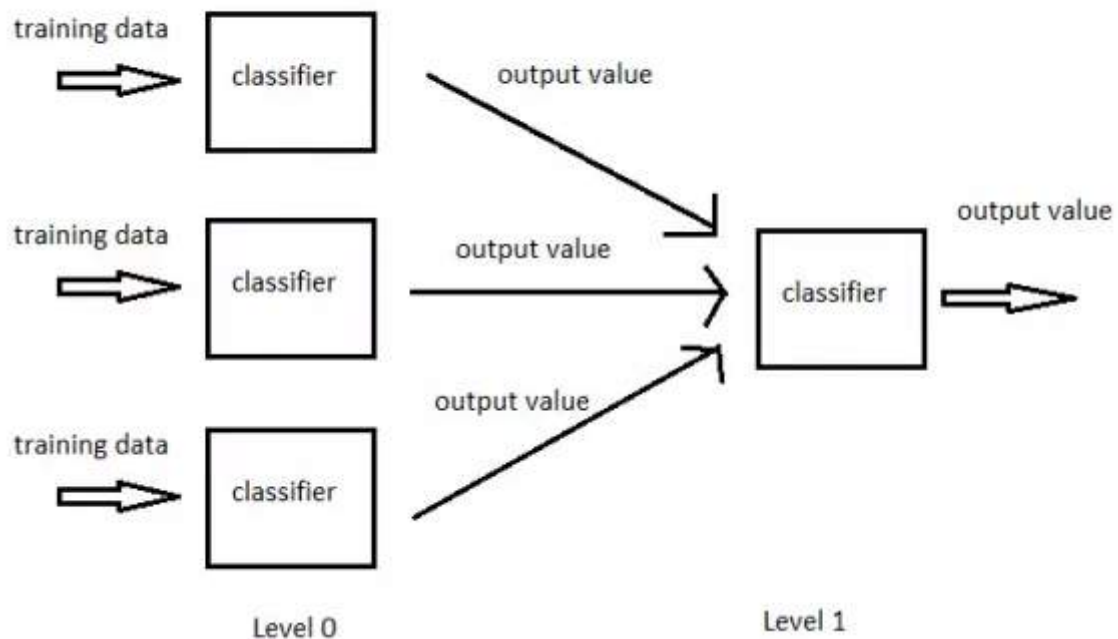 training data
classifier
output value
training data
classifier
output value
output value
classifier
training data
classifier
output value
Level 0
Level 1